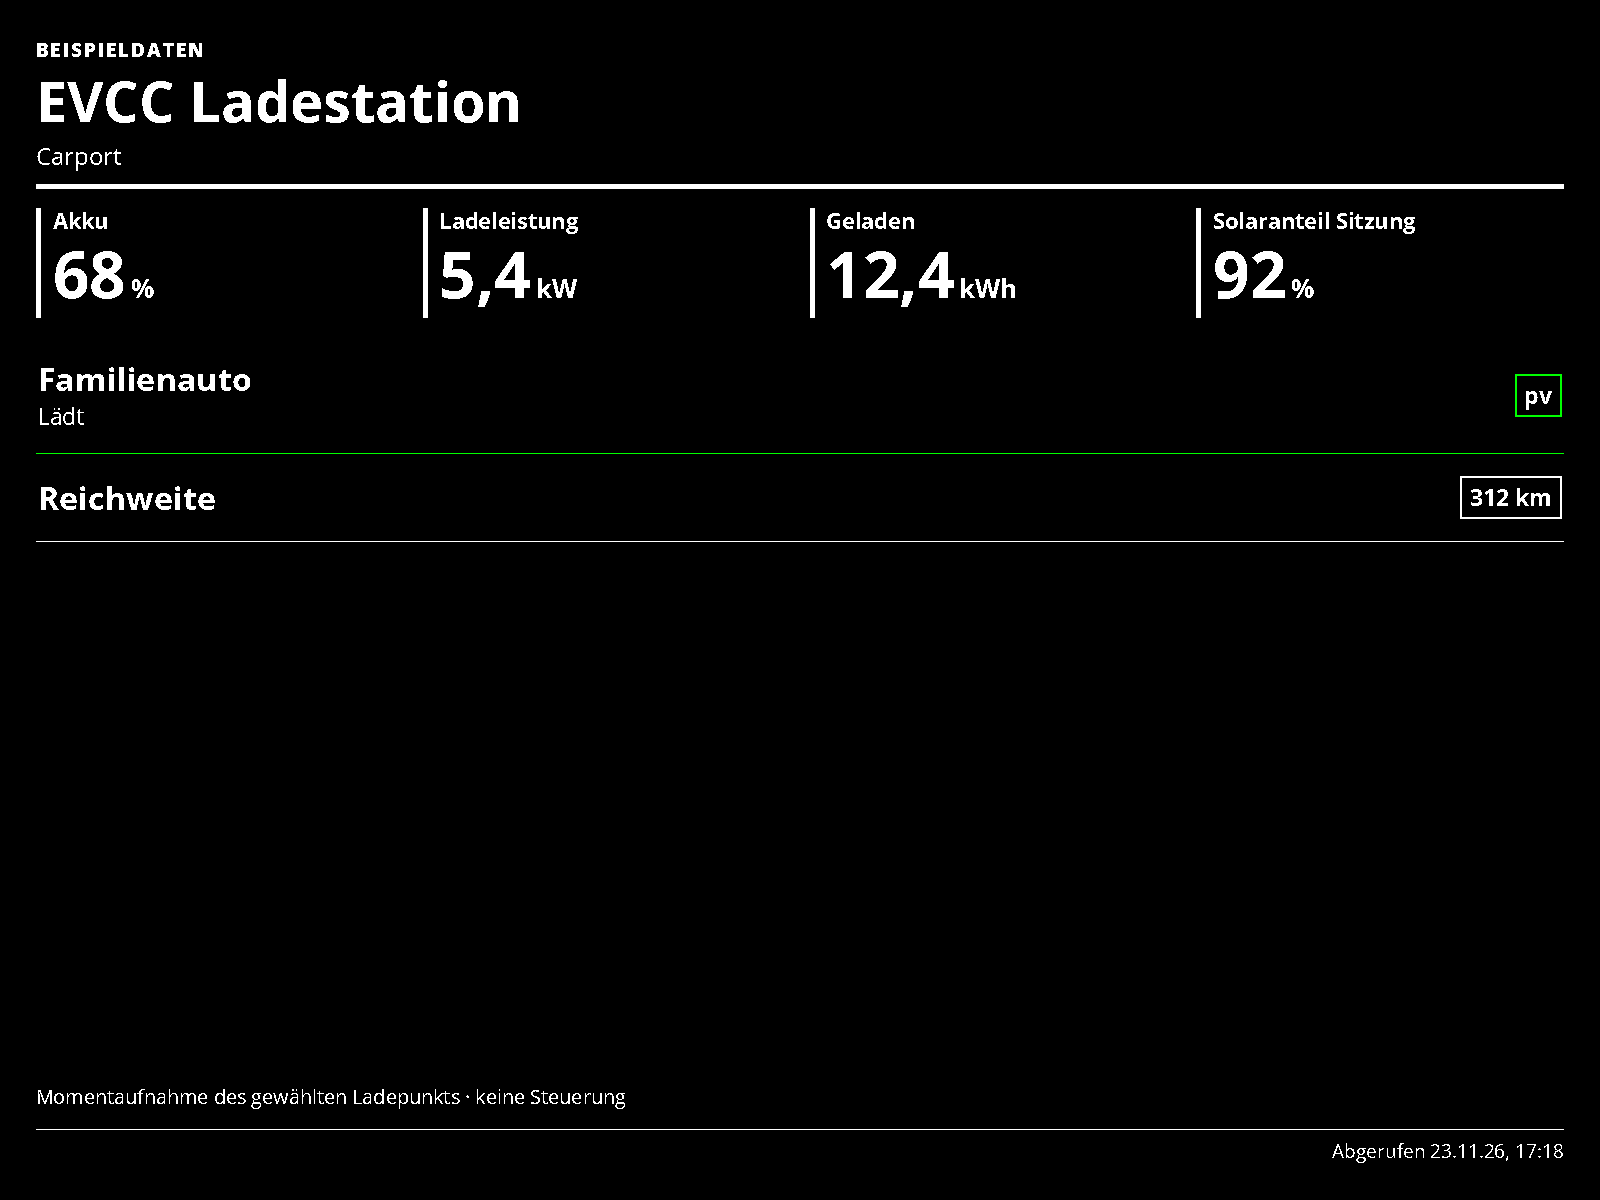 BEISPIELDATEN
EVCC Ladestation
Carport
Akku
68 %
Ladeleistung
5,4 kW
Geladen
12,4 kWh
Solaranteil Sitzung
92 %
Familienauto
Lädt
pv
Reichweite
312 km
Momentaufnahme des gewählten Ladepunkts · keine Steuerung
Abgerufen 23.11.26, 17:18